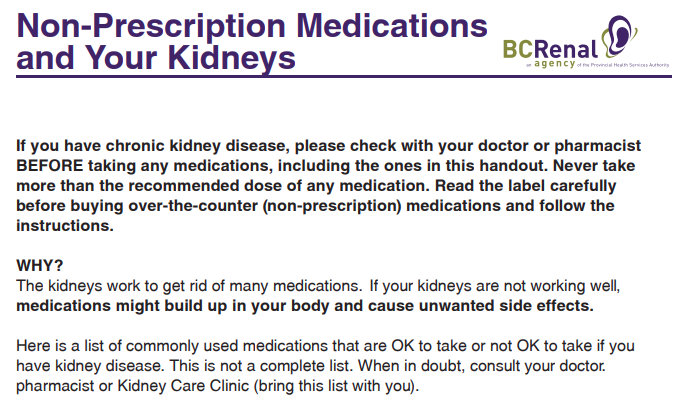 Non-Prescription Medications
and Your Kidneys
BCRenal
an agency of the Provincial Health Services Authority
If you have chronic kidney disease, please check with your doctor or pharmacist
BEFORE taking any medications, including the ones in this handout. Never take
more than the recommended dose of any medication. Read the label carefully
before buying over-the-counter (non-prescription) medications and follow the
instructions.
WHY?
The kidneys work to get rid of many medications. If your kidneys are not working well,
medications might build up in your body and cause unwanted side effects.
Here is a list of commonly used medications that are OK to take or not OK to take if you
have kidney disease. This is not a complete list. When in doubt, consult your doctor.
pharmacist or Kidney Care Clinic (bring this list with you).